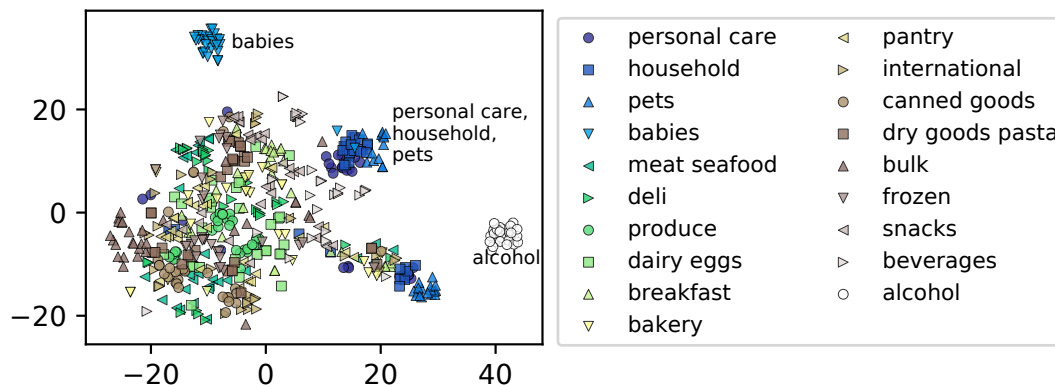 babies
personal care,
household,
pets
alcohol
20
0
−20
−20
0
20
40
personal care
household
pets
babies
meat seafood
deli
produce
dairy eggs
breakfast
bakery
pantry
international
canned goods
dry goods pasta
bulk
frozen
snacks
beverages
alcohol